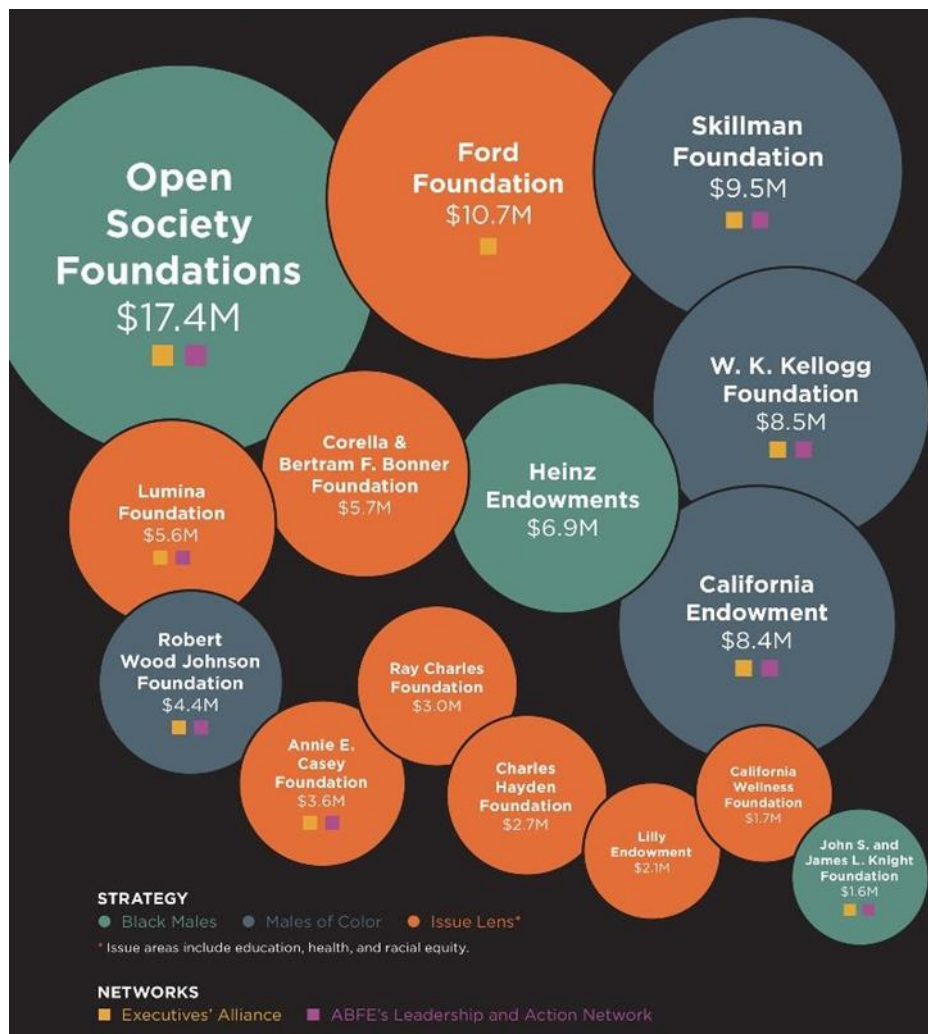 Open
Society
Foundations
$17.4M
Ford
Foundation
$10.7M
Skillman
Foundation
$9.5M
W. K. Kellogg
Foundation
$8.5M
Corella &
Bertram F. Bonner
Foundation
$5.7M
Heinz
Endowments
$6.9M
Lumina
Foundation
$5.6M
California
Endowment
$8.4M
Robert
Wood Johnson
Foundation
$4.4M
Ray Charles
Foundation
$3.0M
Annie E.
Casey
Foundation
$3.6M
Charles
Hayden
Foundation
$2.7M
California
Wellness
Foundation
$1.7M
Lilly
Endowment
$2.1M
John S. and
James L. Knight
Foundation
$1.6M
STRATEGY
Black Males Males of Color Issue Lens*
* Issue areas include education, health, and racial equity.
NETWORKS
Executives' Alliance ABFE's Leadership and Action Network